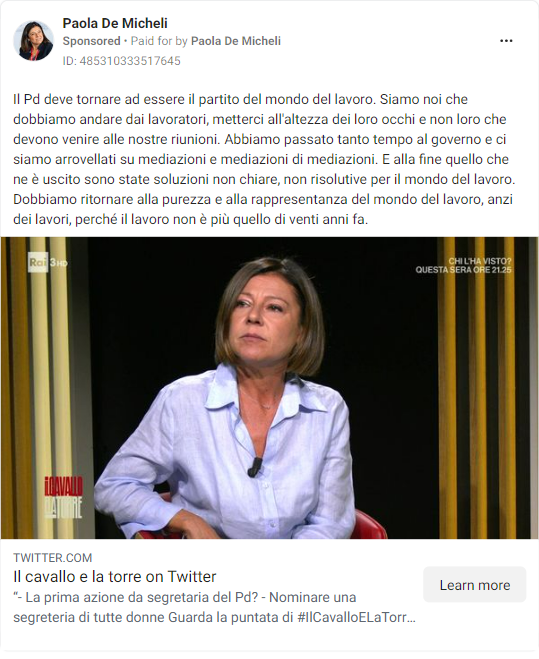 Paola De Micheli
Sponsored • Paid for by Paola De Micheli
ID: 485310333517645
Il Pd deve tornare ad essere il partito del mondo del lavoro. Siamo noi che
dobbiamo andare dai lavoratori, metterci all'altezza dei loro occhi e non loro che
devono venire alle nostre riunioni. Abbiamo passato tanto tempo al governo e ci
siamo arrovellati su mediazioni e mediazioni di mediazioni. E alla fine quello che
ne è uscito sono state soluzioni non chiare, non risolutive per il mondo del lavoro.
Dobbiamo ritornare alla purezza e alla rappresentanza del mondo del lavoro, anzi
dei lavori, perché il lavoro non è più quello di venti anni fa.
Rai 3 HD
CHI L'HA VISTO?
QUESTA SERA ORE 21.25
IL CAVALLO
LA TORRE
TWITTER.COM
Il cavallo e la torre on Twitter
“- La prima azione da segretaria del Pd? - Nominare una
segreteria di tutte donne Guarda la puntata di #IlCavalloELaTorr...
Learn more